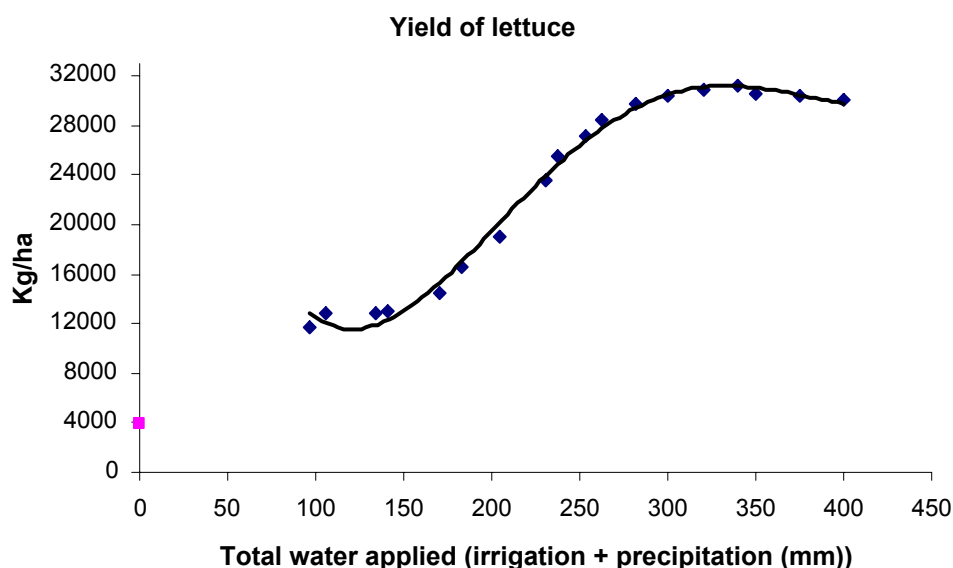 Yield of lettuce
32000
28000
24000
20000
16000
12000
8000
4000
0
Kg/ha
0 50 100 150 200 250 300 350 400 450
Total water applied (irrigation + precipitation (mm))